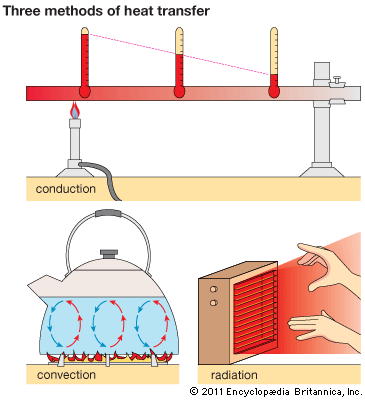 Three methods of heat transfer
conduction
convection
radiation
© 2011 Encyclopædia Britannica, Inc.